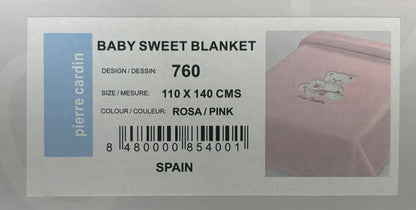 pierre cardin
BABY SWEET BLANKET
DESIGN / DESSIN: 760
SIZE / MESURE: 110 X 140 CMS
COLOUR / COULEUR: ROSA / PINK
8 480000 854001
SPAIN